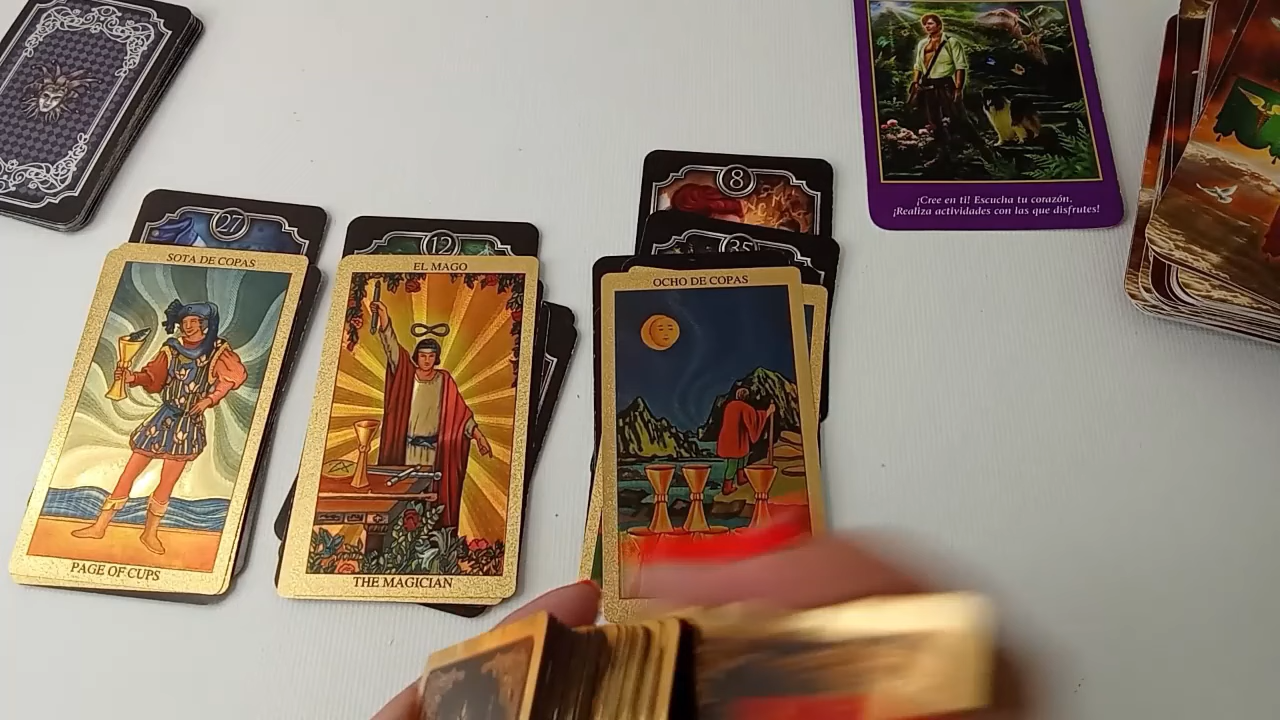 27
SOTA DE COPAS
PAGE OF CUPS
12
EL MAGO
THE MAGICIAN
8
35
OCHO DE COPAS
¡Cree en ti! Escucha tu corazón.
¡Realiza actividades con las que disfrutes!